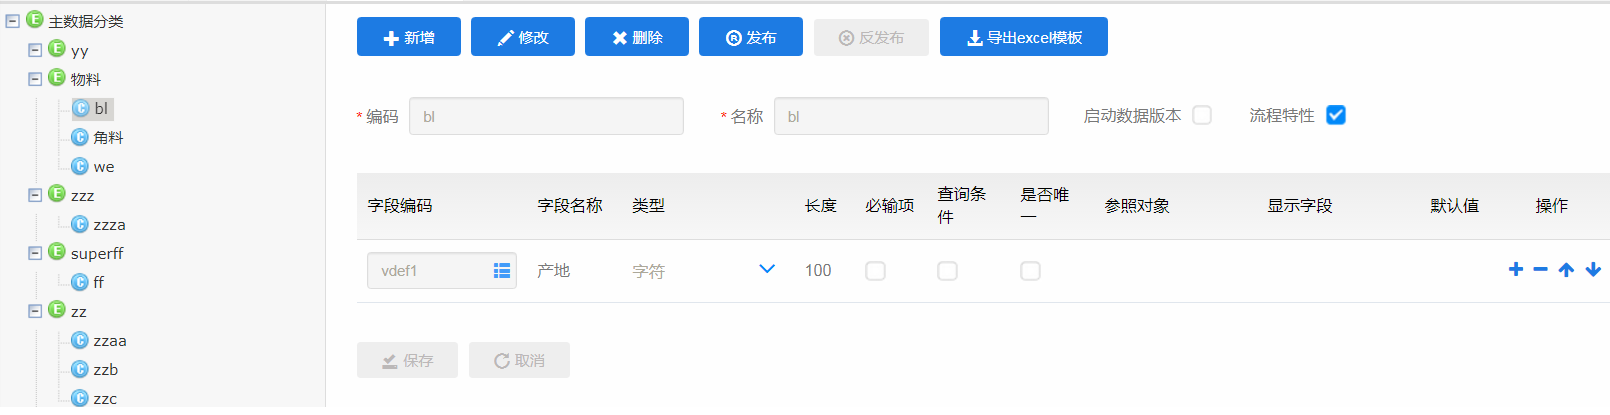 主数据分类
yy
物料
bl
角料
we
zzz
zzza
superff
ff
zz
zzaa
zzb
zzc
新增 修改 删除 发布 反发布 导出excel模板
* 编码 bl * 名称 bl 启动数据版本 流程特性
字段编码 字段名称 类型 长度 必输项 查询条件 是否唯一 参照对象 显示字段 默认值 操作
vdef1 产地 字符 100
保存 取消